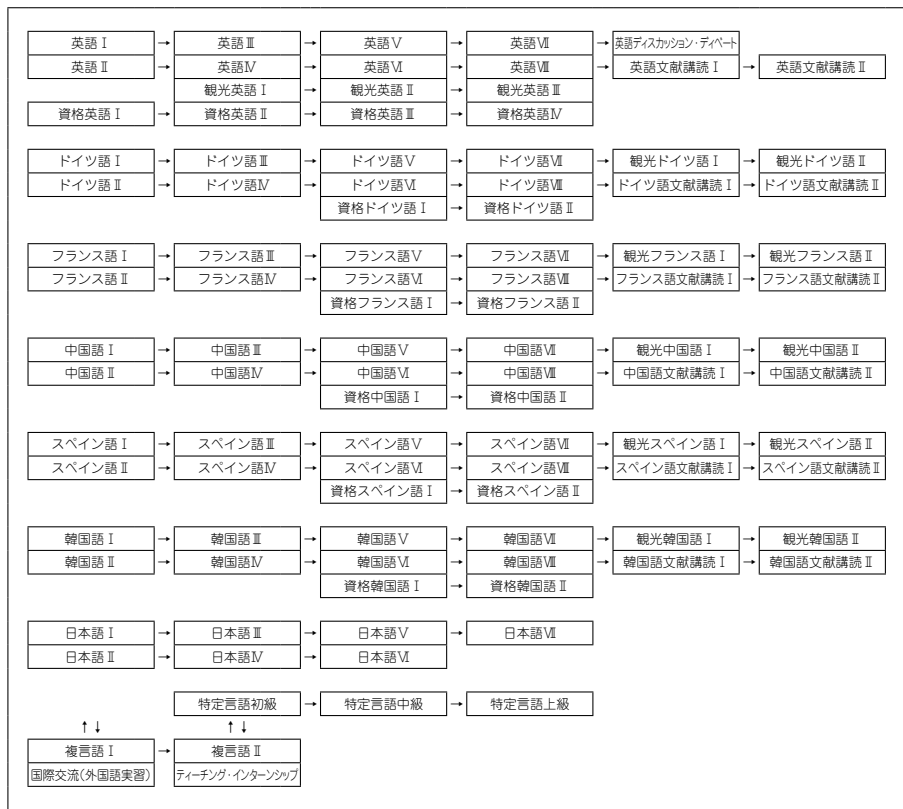 英語Ⅰ → 英語Ⅲ → 英語Ⅴ → 英語Ⅶ → 英語ディスカッション・ディベート
英語Ⅱ → 英語Ⅳ → 英語Ⅵ → 英語Ⅷ → 英語文献講読Ⅰ → 英語文献講読Ⅱ
観光英語Ⅰ → 観光英語Ⅱ → 観光英語Ⅲ
資格英語Ⅰ → 資格英語Ⅱ → 資格英語Ⅲ → 資格英語Ⅳ
ドイツ語Ⅰ → ドイツ語Ⅲ → ドイツ語Ⅴ → ドイツ語Ⅶ → 観光ドイツ語Ⅰ → 観光ドイツ語Ⅱ
ドイツ語Ⅱ → ドイツ語Ⅳ → ドイツ語Ⅵ → ドイツ語Ⅷ → ドイツ語文献講読Ⅰ → ドイツ語文献講読Ⅱ
資格ドイツ語Ⅰ → 資格ドイツ語Ⅱ
フランス語Ⅰ → フランス語Ⅲ → フランス語Ⅴ → フランス語Ⅶ → 観光フランス語Ⅰ → 観光フランス語Ⅱ
フランス語Ⅱ → フランス語Ⅳ → フランス語Ⅵ → フランス語Ⅷ → フランス語文献講読Ⅰ → フランス語文献講読Ⅱ
資格フランス語Ⅰ → 資格フランス語Ⅱ
中国語Ⅰ → 中国語Ⅲ → 中国語Ⅴ → 中国語Ⅶ → 観光中国語Ⅰ → 観光中国語Ⅱ
中国語Ⅱ → 中国語Ⅳ → 中国語Ⅵ → 中国語Ⅷ → 中国語文献講読Ⅰ → 中国語文献講読Ⅱ
資格中国語Ⅰ → 資格中国語Ⅱ
スペイン語Ⅰ → スペイン語Ⅲ → スペイン語Ⅴ → スペイン語Ⅶ → 観光スペイン語Ⅰ → 観光スペイン語Ⅱ
スペイン語Ⅱ → スペイン語Ⅳ → スペイン語Ⅵ → スペイン語Ⅷ → スペイン語文献講読Ⅰ → スペイン語文献講読Ⅱ
資格スペイン語Ⅰ → 資格スペイン語Ⅱ
韓国語Ⅰ → 韓国語Ⅲ → 韓国語Ⅴ → 韓国語Ⅶ → 観光韓国語Ⅰ → 観光韓国語Ⅱ
韓国語Ⅱ → 韓国語Ⅳ → 韓国語Ⅵ → 韓国語Ⅷ → 韓国語文献講読Ⅰ → 韓国語文献講読Ⅱ
資格韓国語Ⅰ → 資格韓国語Ⅱ
日本語Ⅰ → 日本語Ⅲ → 日本語Ⅴ → 日本語Ⅶ
日本語Ⅱ → 日本語Ⅳ → 日本語Ⅵ
特定言語初級 → 特定言語中級 → 特定言語上級
↑↓ ↑↓
複言語Ⅰ → 複言語Ⅱ
国際交流(外国語実習) ティーチング・インターンシップ